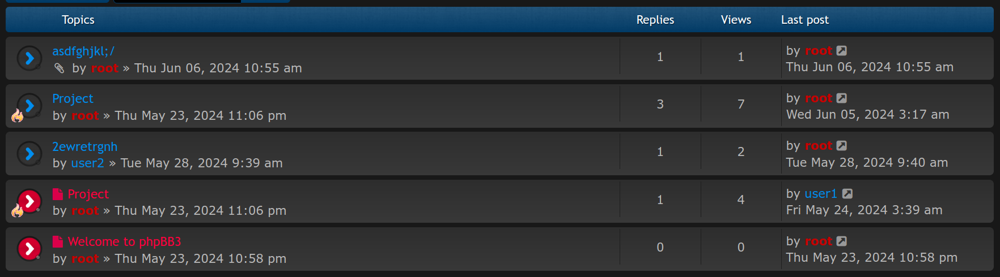 Topics Replies Views Last post
asdfghjkl;/
by root » Thu Jun 06, 2024 10:55 am
1 1
by root
Thu Jun 06, 2024 10:55 am
Project
by root » Thu May 23, 2024 11:06 pm
3 7
by root
Wed Jun 05, 2024 3:17 am
2ewretrgnh
by user2 » Tue May 28, 2024 9:39 am
1 2
by root
Tue May 28, 2024 9:40 am
Project
by root » Thu May 23, 2024 11:06 pm
1 4
by user1
Fri May 24, 2024 3:39 am
Welcome to phpBB3
by root » Thu May 23, 2024 10:58 pm
0 0
by root
Thu May 23, 2024 10:58 pm